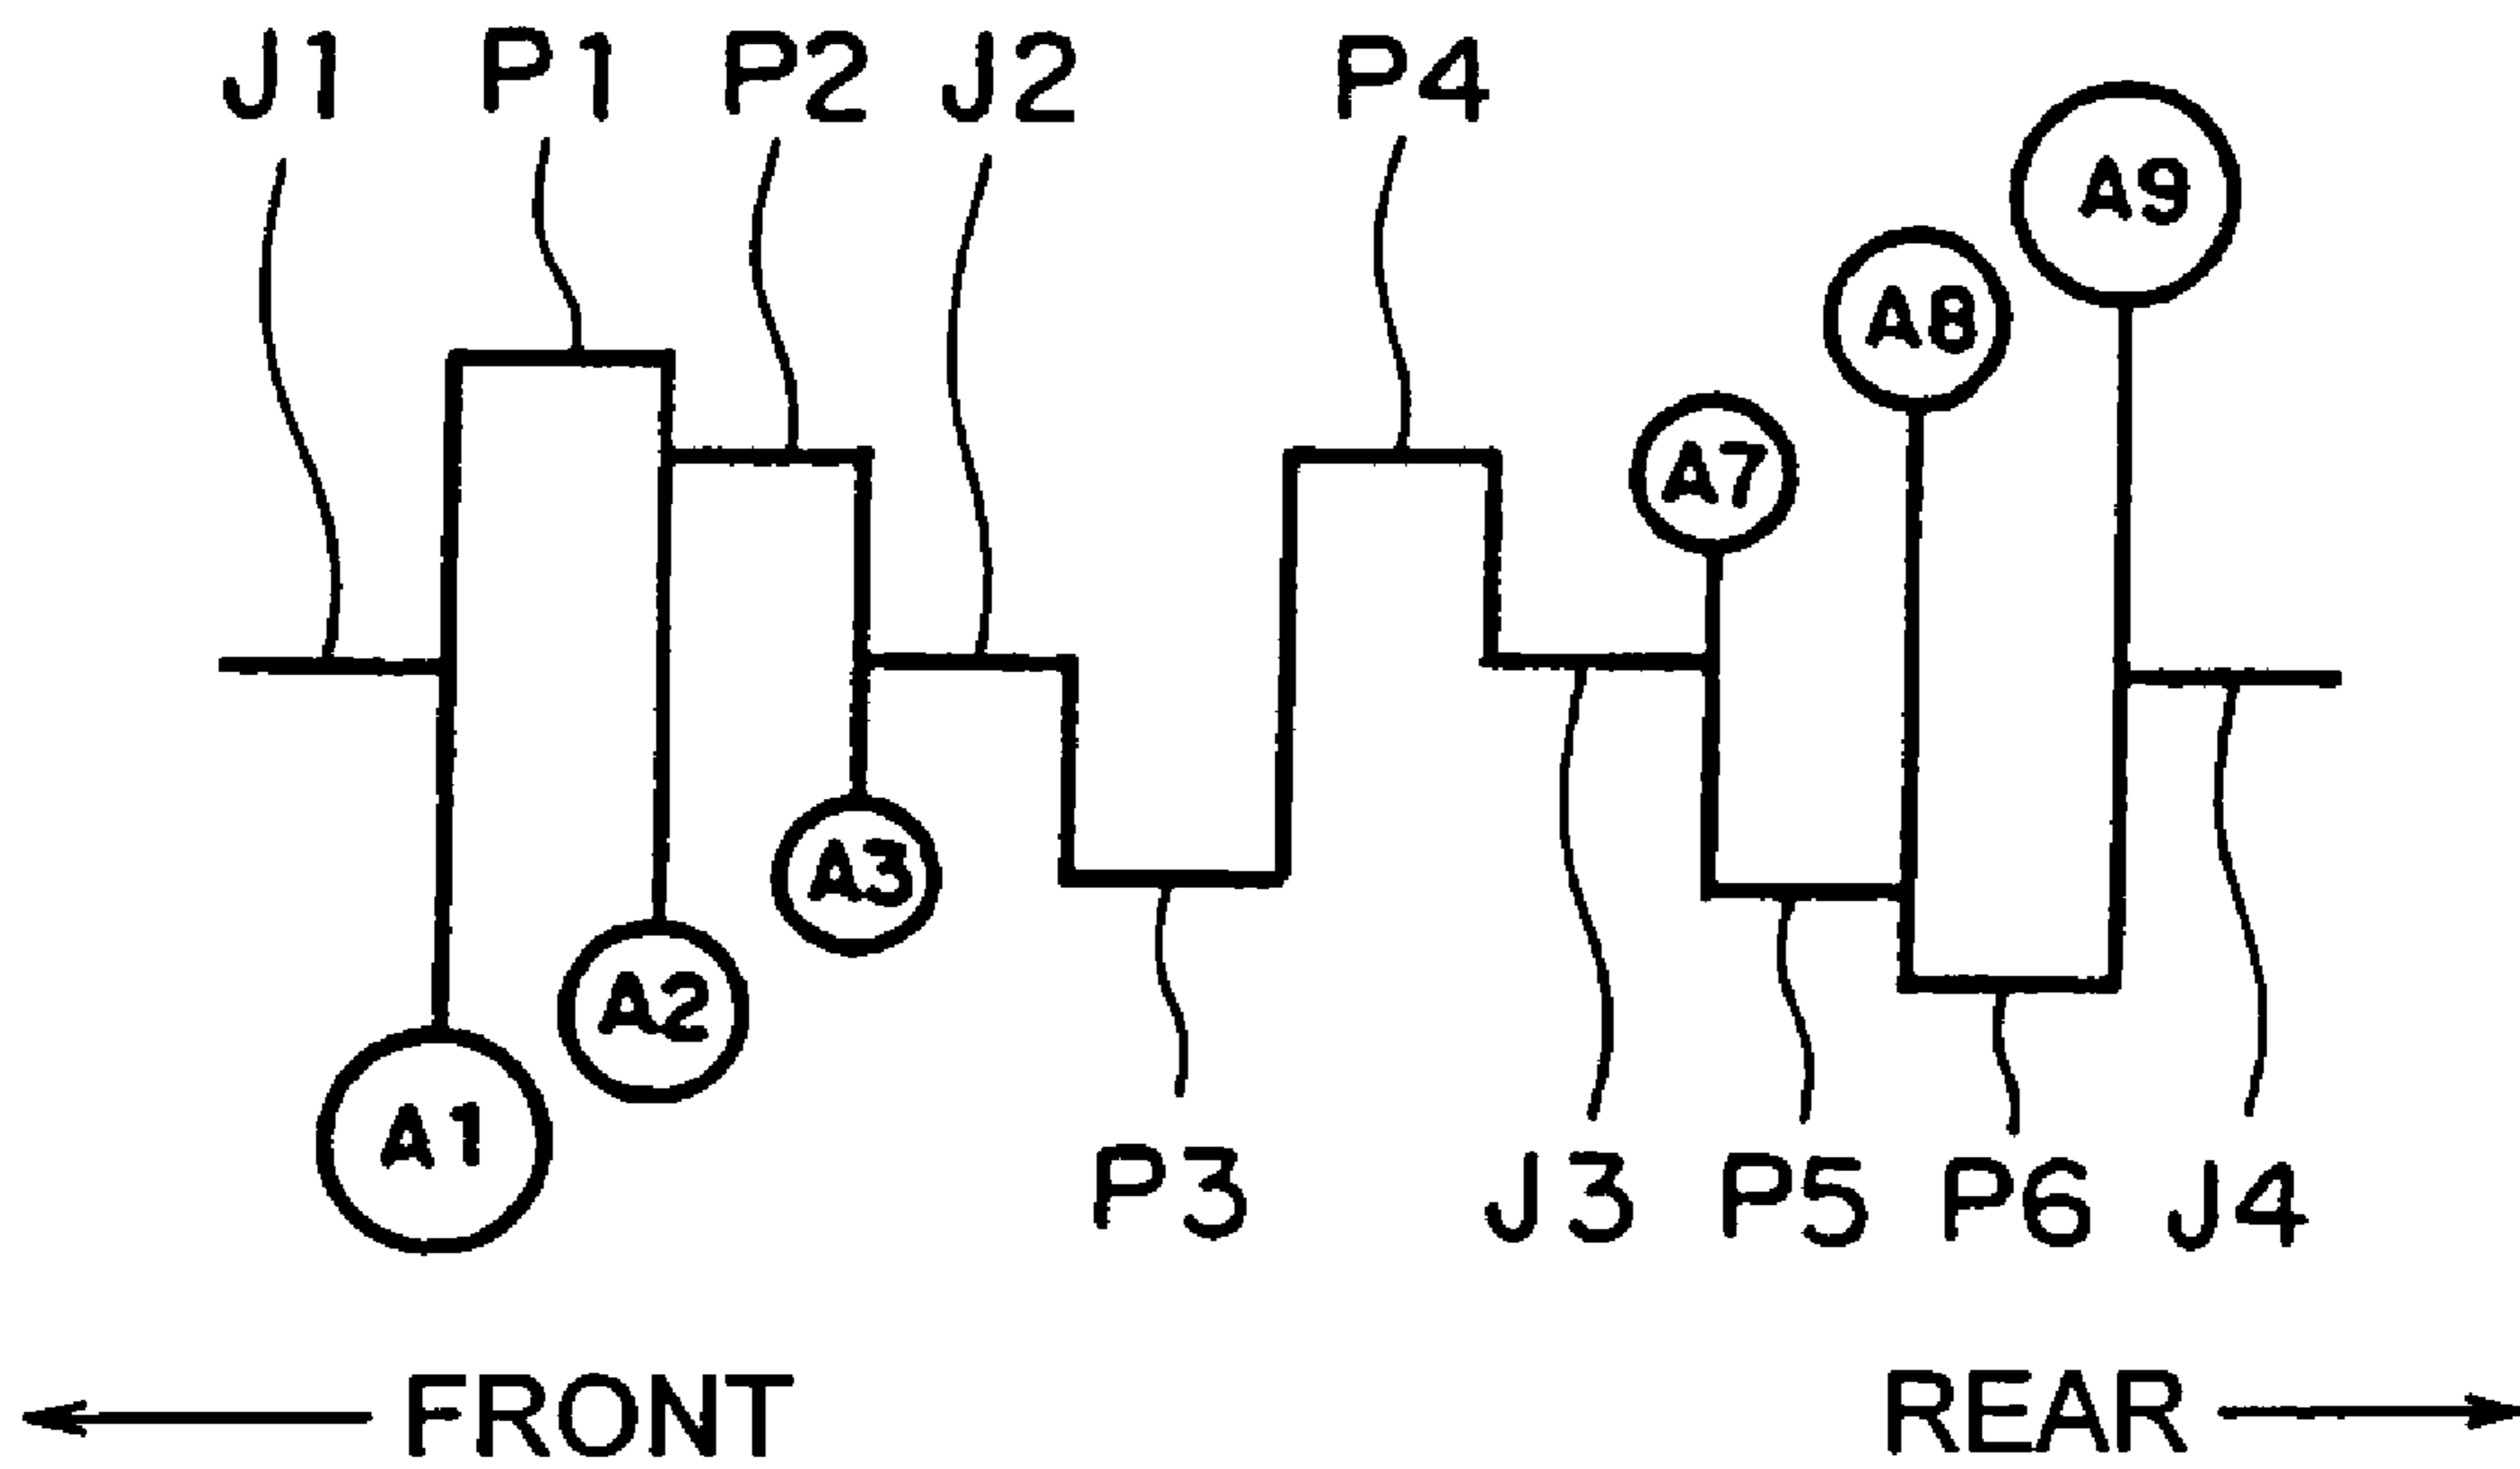 J1 P1 P2 J2 P4
A9
A8
A7
A3
A2
A1
P3 J3 P5 P6 J4
FRONT REAR